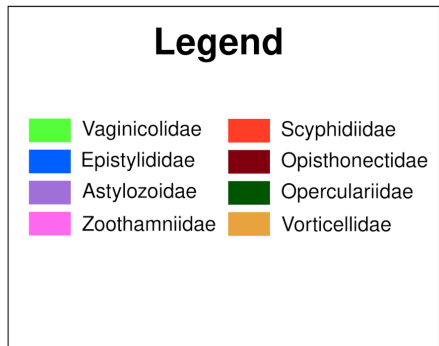 Legend
Vaginicolidae Scyphidiidae
Epistylididae Opisthonectidae
Astylozoidae Operculariidae
Zoothamniidae Vorticellidae